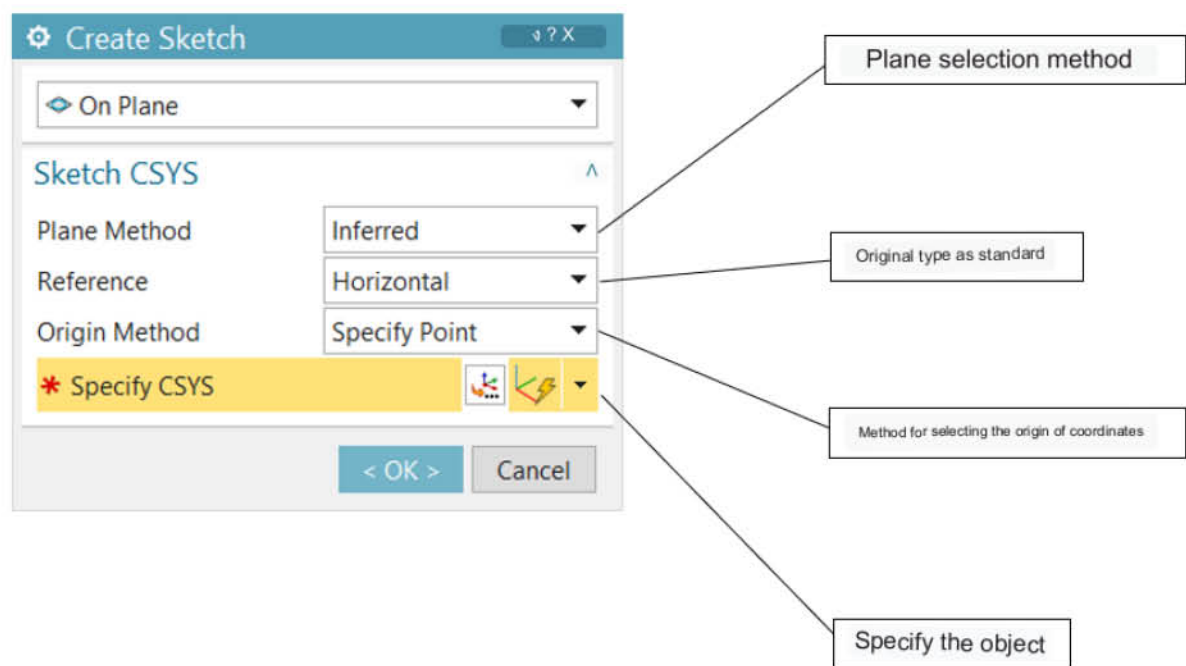 Create Sketch
? X
On Plane
Sketch CSYS
Plane Method Inferred
Reference Horizontal
Origin Method Specify Point
* Specify CSYS
< OK > Cancel
Plane selection method
Original type as standard
Method for selecting the origin of coordinates
Specify the object